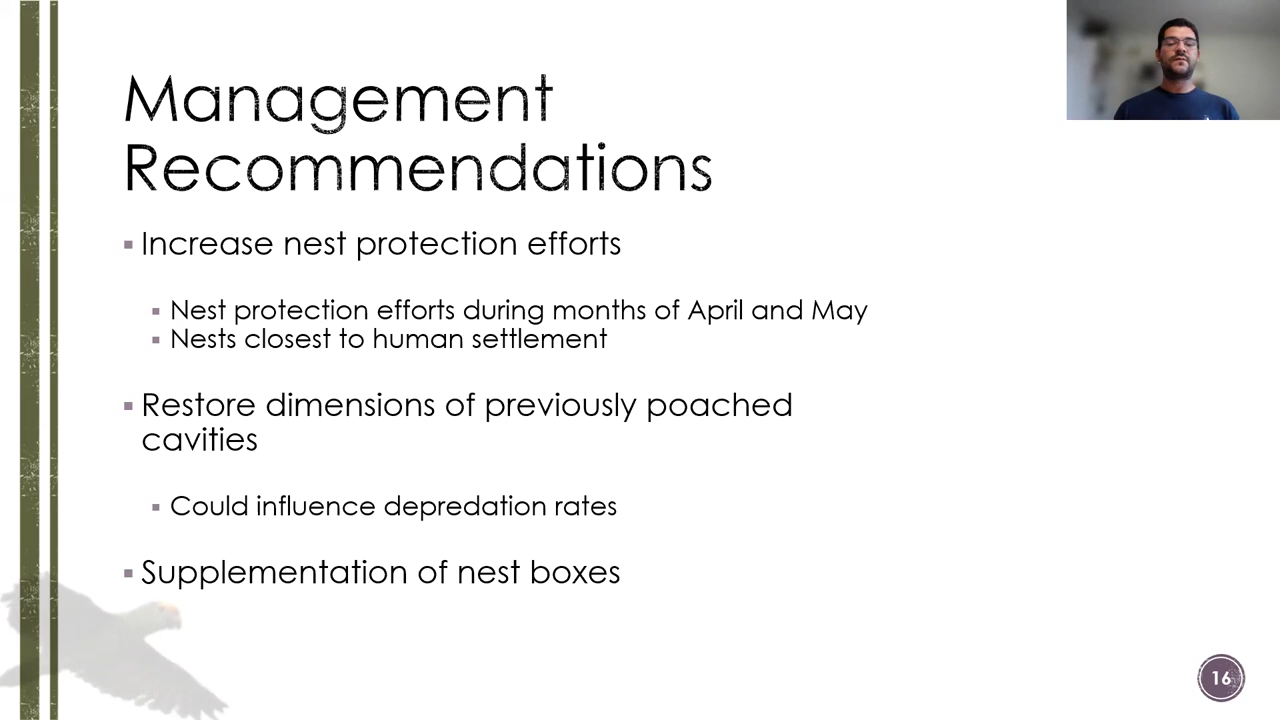 Management
Recommendations
Increase nest protection efforts
Nest protection efforts during months of April and May
Nests closest to human settlement
Restore dimensions of previously poached
cavities
Could influence depredation rates
Supplementation of nest boxes
16